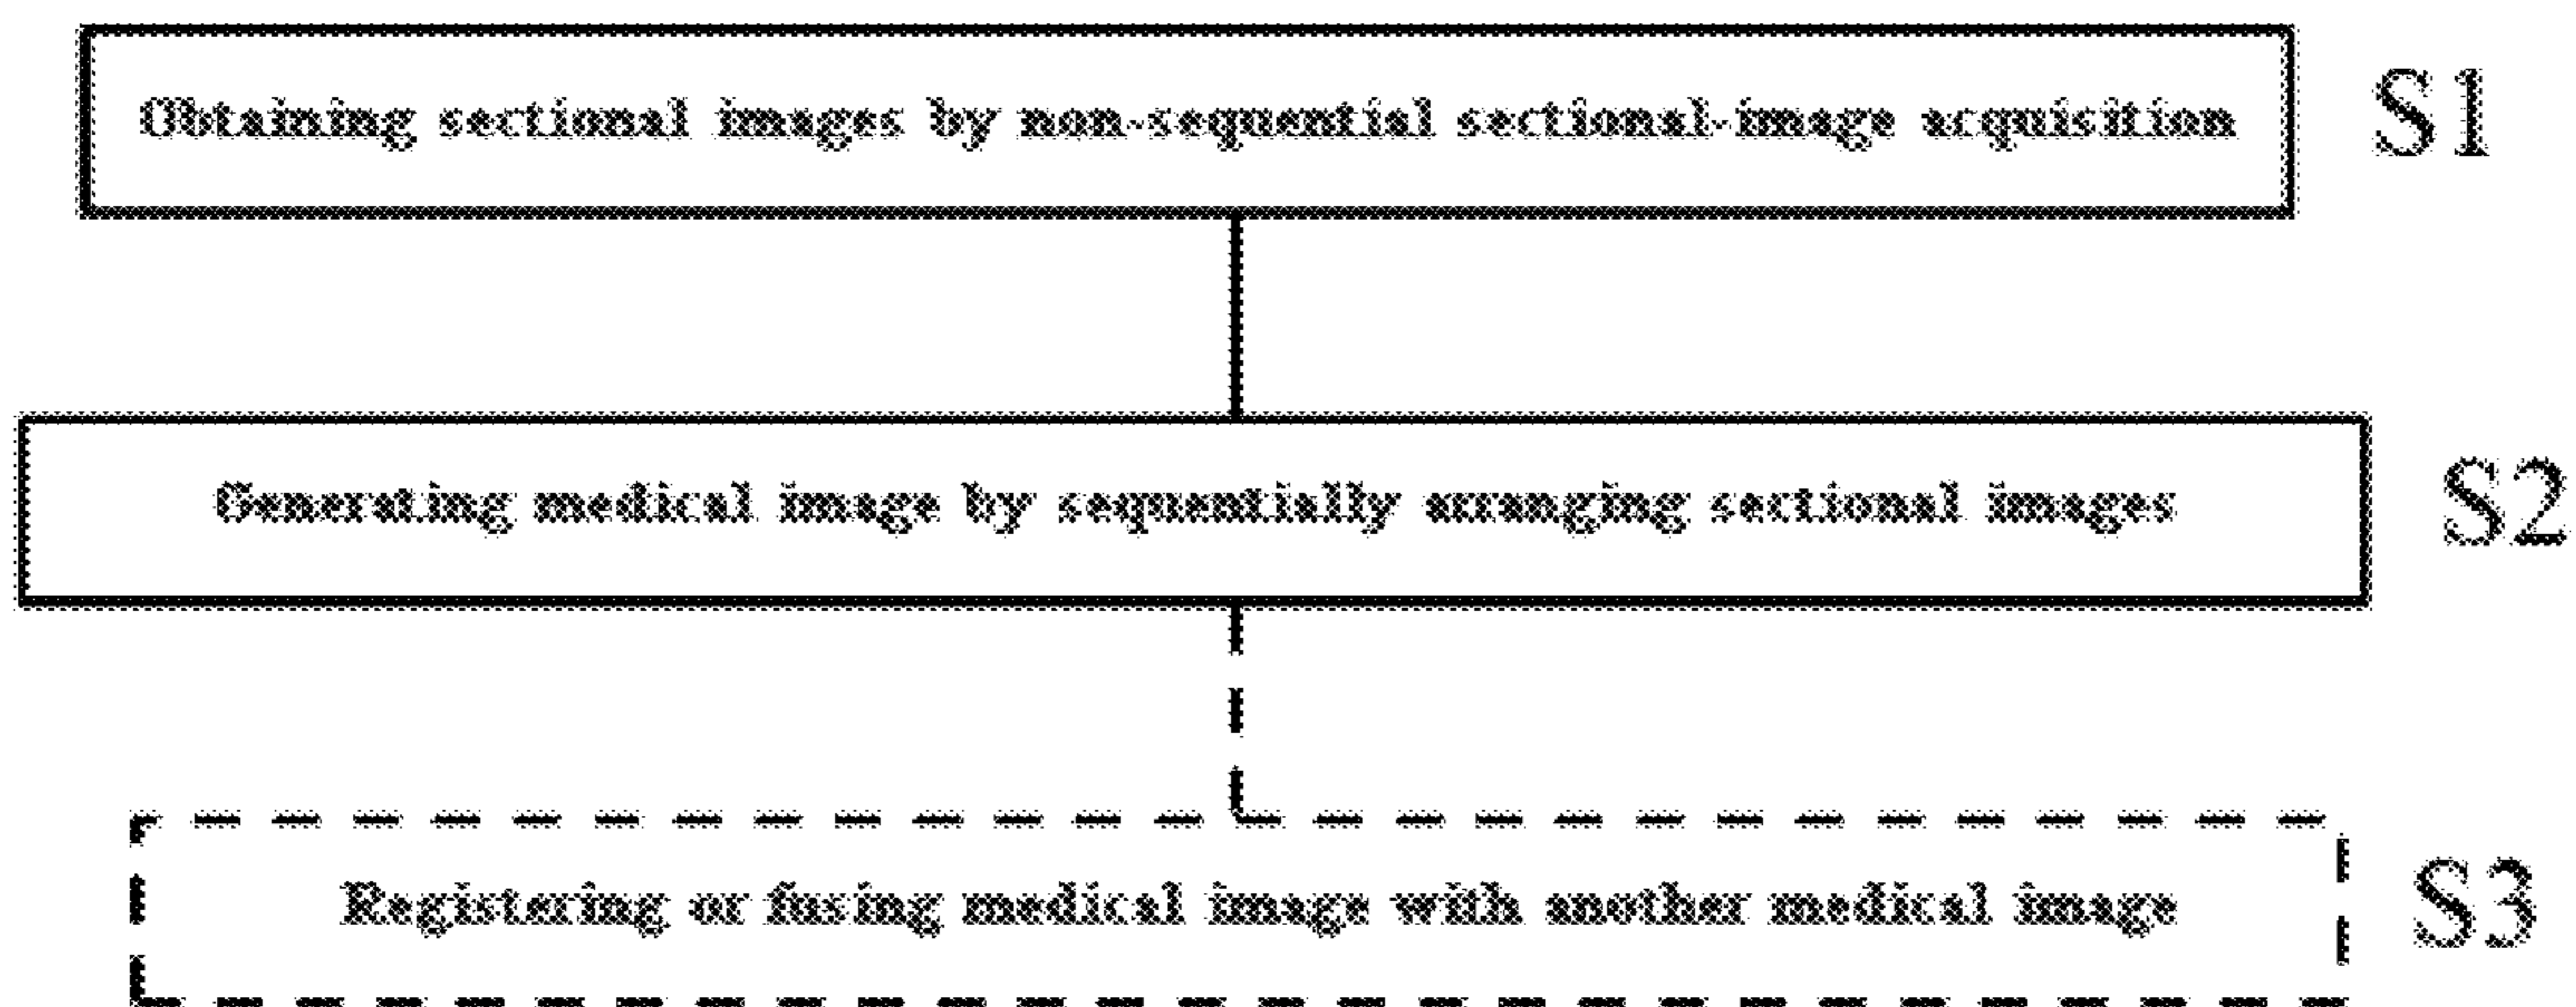 Obtaining sectional images by non-sequential sectional-image acquisition S1
Generating medical image by sequentially arranging sectional images S2
Registering or fusing medical image with another medical image S3